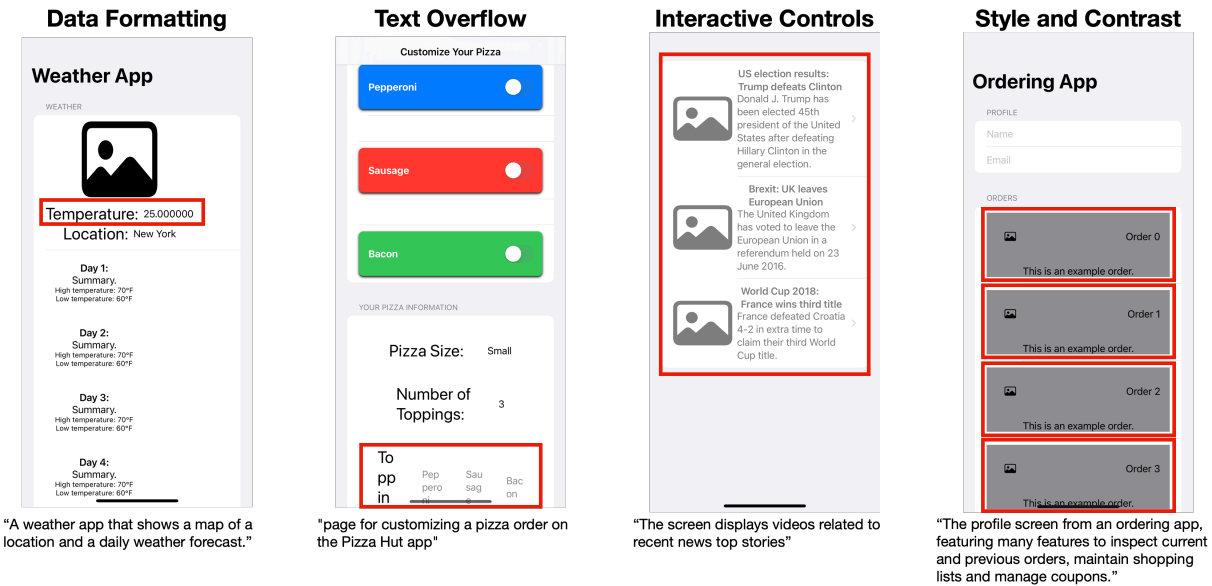 Data Formatting
Weather App
WEATHER
Temperature: 25.000000
Location: New York
Day 1:
Summary.
High temperature: 70°F
Low temperature: 60°F
Day 2:
Summary.
High temperature: 70°F
Low temperature: 60°F
Day 3:
Summary.
High temperature: 70°F
Low temperature: 60°F
Day 4:
Summary.
High temperature: 70°F
Low temperature: 60°F
“A weather app that shows a map of a
location and a daily weather forecast.”
Text Overflow
Customize Your Pizza
Pepperoni
Sausage
Bacon
YOUR PIZZA INFORMATION
Pizza Size: Small
Number of
Toppings: 3
To
pp
in
Pep
pero
ni
Sau
sag
e
Bac
on
"page for customizing a pizza order on
the Pizza Hut app"
Interactive Controls
US election results:
Trump defeats Clinton
Donald J. Trump has
been elected 45th
president of the United
States after defeating
Hillary Clinton in the
general election.
Brexit: UK leaves
European Union
The United Kingdom
has voted to leave the
European Union in a
referendum held on 23
June 2016.
World Cup 2018:
France wins third title
France defeated Croatia
4-2 in extra time to
claim their third World
Cup title.
“The screen displays videos related to
recent news top stories”
Style and Contrast
Ordering App
PROFILE
Name
Email
ORDERS
Order 0
This is an example order.
Order 1
This is an example order.
Order 2
This is an example order.
Order 3
This is an example order.
“The profile screen from an ordering app,
featuring many features to inspect current
and previous orders, maintain shopping
lists and manage coupons.”